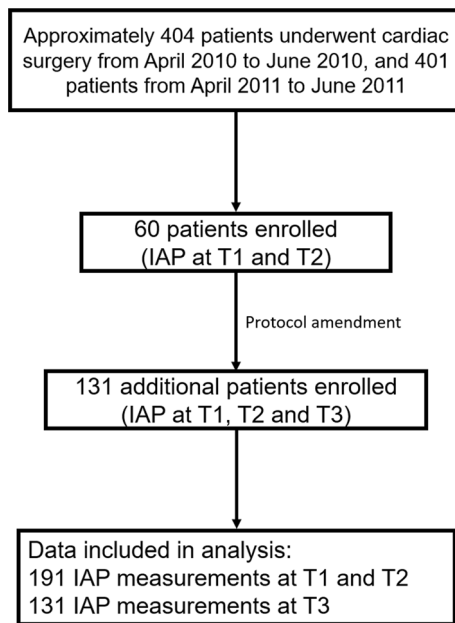 Approximately 404 patients underwent cardiac
surgery from April 2010 to June 2010, and 401
patients from April 2011 to June 2011
60 patients enrolled
(IAP at T1 and T2)
Protocol amendment
131 additional patients enrolled
(IAP at T1, T2 and T3)
Data included in analysis:
191 IAP measurements at T1 and T2
131 IAP measurements at T3